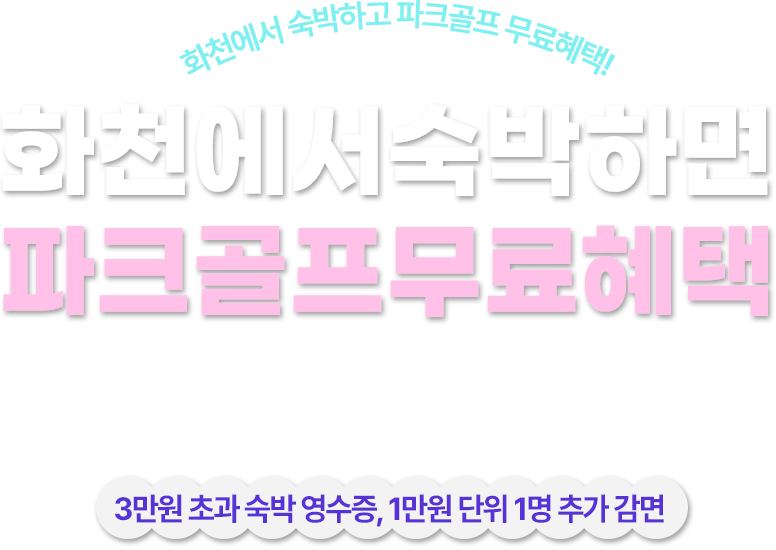 화천에서 숙박하고 파크골프 무료혜택!
화천에서숙박하면
파크골프무료혜택
3만원 초과 숙박 영수증, 1만원 단위 1명 추가 감면